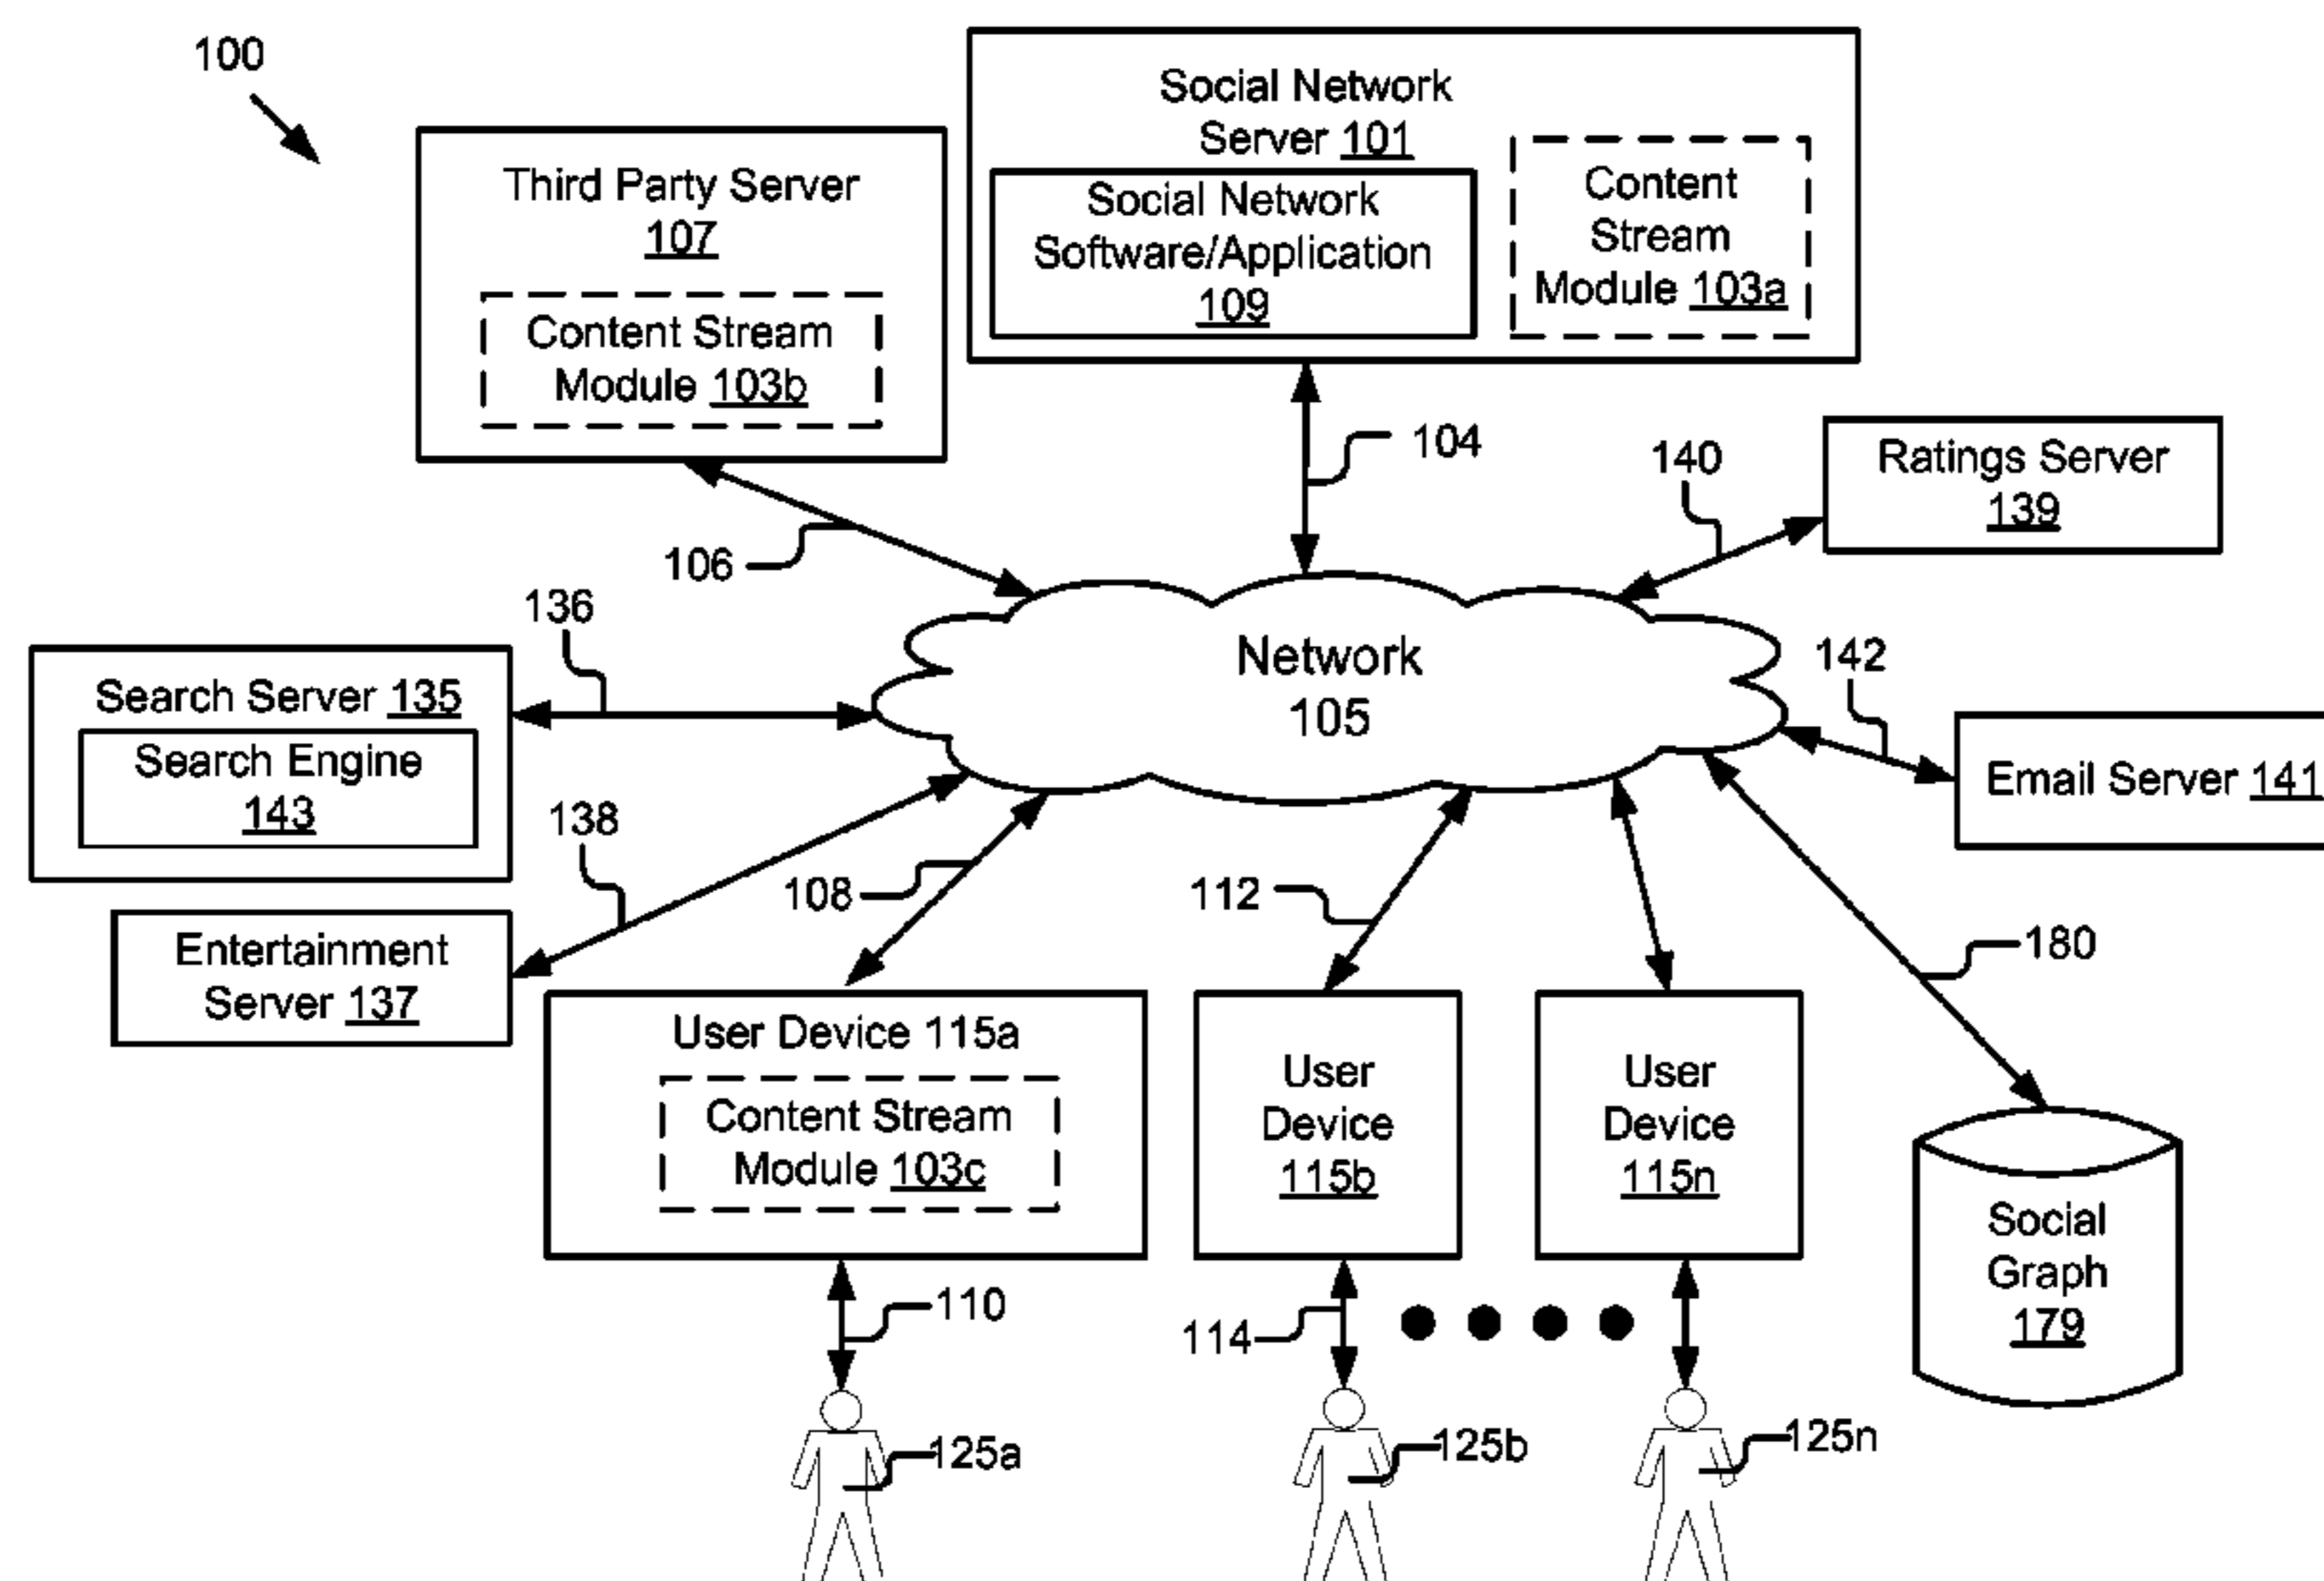 100
Social Network
Server 101
Social Network
Software/Application
109
Content
Stream
Module 103a
Third Party Server
107
Content Stream
Module 103b
104
140
Ratings Server
139
106
136
Network
105
142
Search Server 135
Search Engine
143
Email Server 141
138
108
112
180
Entertainment
Server 137
User Device 115a
Content Stream
Module 103c
User
Device
115b
User
Device
115n
Social
Graph
179
110
114
125a
125b
125n